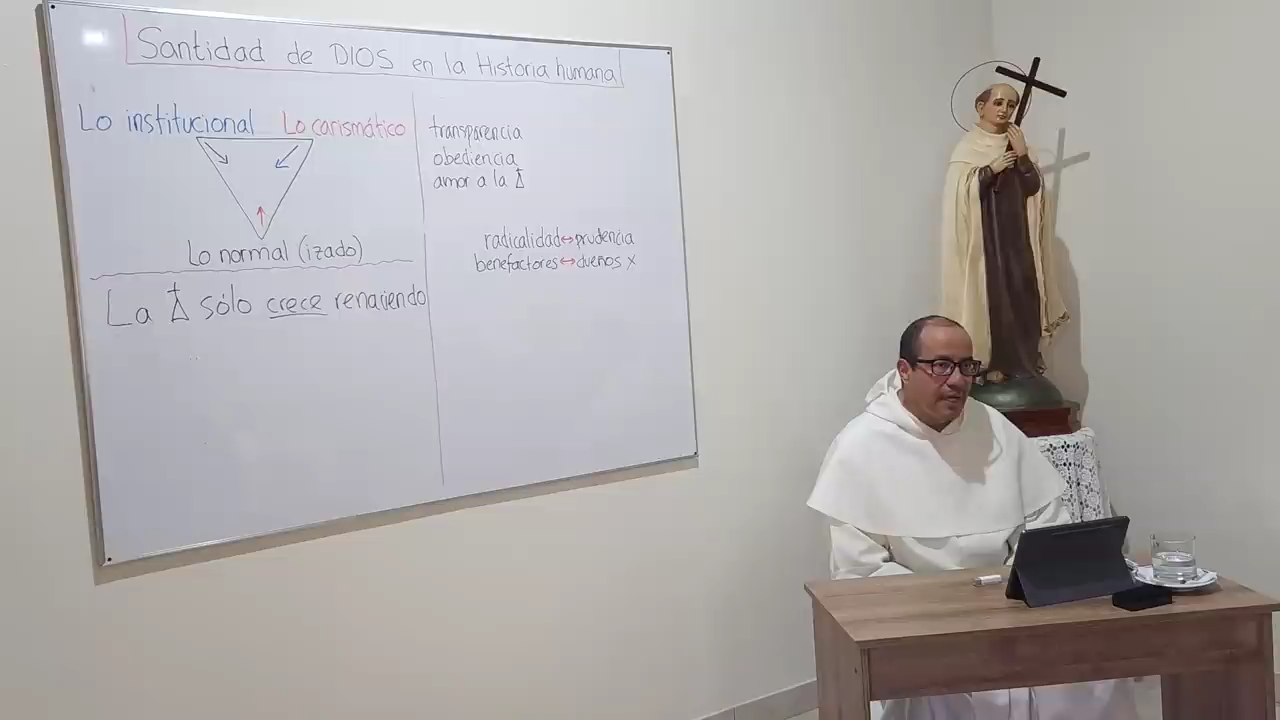 Santidad de DIOS en la Historia humana
Lo institucional
Lo carismático
Lo normal (izado)
La sólo crece renaciendo
transparencia
obediencia
amor a la
radicalidad↔prudencia
benefactores↔dueños x